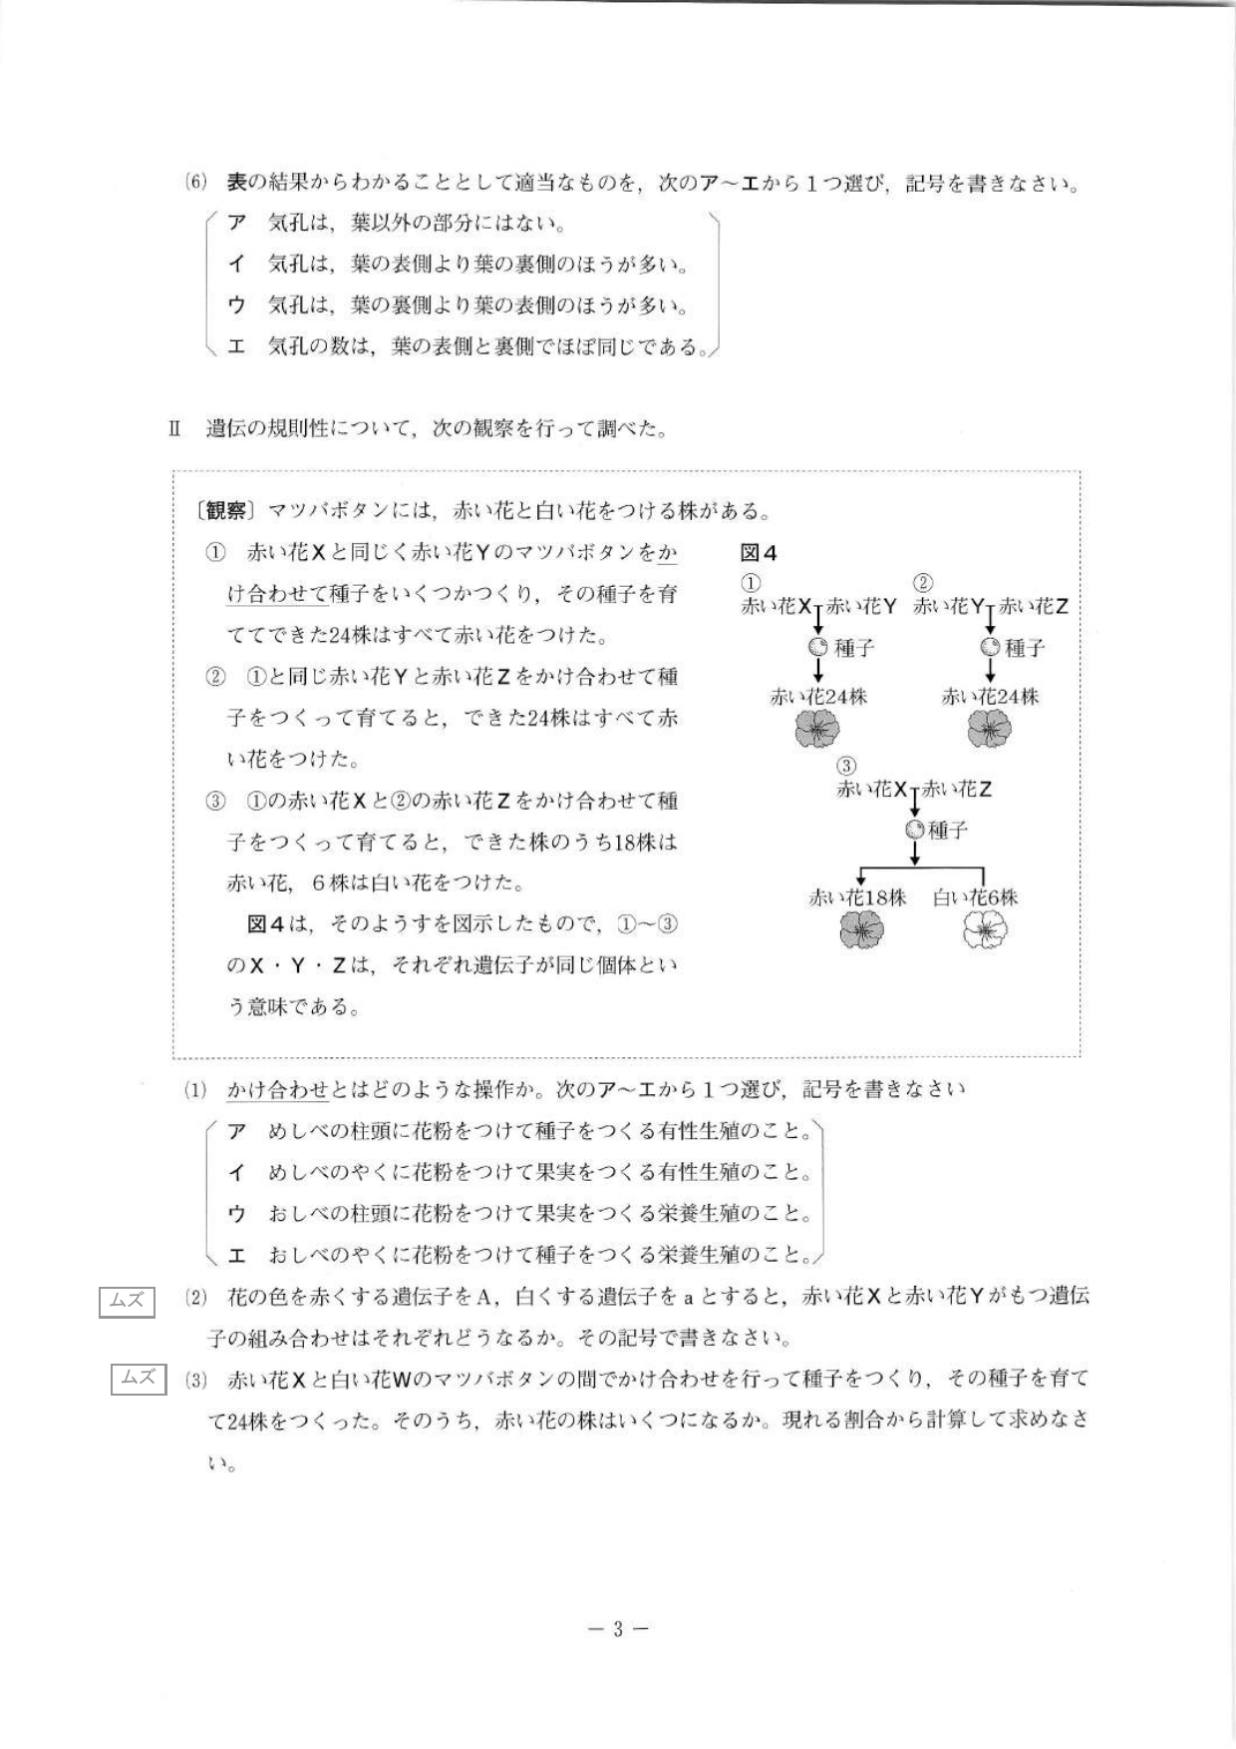 (6) 表の結果からわかることとして適当なものを，次のア～エから１つ選び，記号を書きなさい。
ア 気孔は，葉以外の部分にはない。
イ 気孔は，葉の表側より葉の裏側のほうが多い。
ウ 気孔は，葉の裏側より葉の表側のほうが多い。
エ 気孔の数は，葉の表側と裏側でほぼ同じである。
Ⅱ 遺伝の規則性について，次の観察を行って調べた。
〔観察〕マツバボタンには，赤い花と白い花をつける株がある。
① 赤い花Xと同じく赤い花Yのマツバボタンをか
け合わせて種子をいくつかつくり，その種子を育
ててできた24株はすべて赤い花をつけた。
② ①と同じ赤い花Yと赤い花Zをかけ合わせて種
子をつくって育てると，できた24株はすべて赤
い花をつけた。
③ ①の赤い花Xと②の赤い花Zをかけ合わせて種
子をつくって育てると，できた株のうち18株は
赤い花，６株は白い花をつけた。
図４は，そのようすを図示したもので，①～③
のX・Y・Zは，それぞれ遺伝子が同じ個体とい
う意味である。
図４
① ②
赤い花X 赤い花Y 赤い花Y 赤い花Z
種子 種子
赤い花24株 赤い花24株
③
赤い花X 赤い花Z
種子
赤い花18株 白い花6株
(1) かけ合わせとはどのような操作か。次のア～エから１つ選び，記号を書きなさい
ア めしべの柱頭に花粉をつけて種子をつくる有性生殖のこと。
イ めしべのやくに花粉をつけて果実をつくる有性生殖のこと。
ウ おしべの柱頭に花粉をつけて果実をつくる栄養生殖のこと。
エ おしべのやくに花粉をつけて種子をつくる栄養生殖のこと。
ムズ (2) 花の色を赤くする遺伝子をA，白くする遺伝子をaとすると，赤い花Xと赤い花Yがもつ遺伝
子の組み合わせはそれぞれどうなるか。その記号で書きなさい。
ムズ (3) 赤い花Xと白い花Wのマツバボタンの間でかけ合わせを行って種子をつくり，その種子を育て
て24株をつくった。そのうち，赤い花の株はいくつになるか。現れる割合から計算して求めなさ
い。
－ 3 －